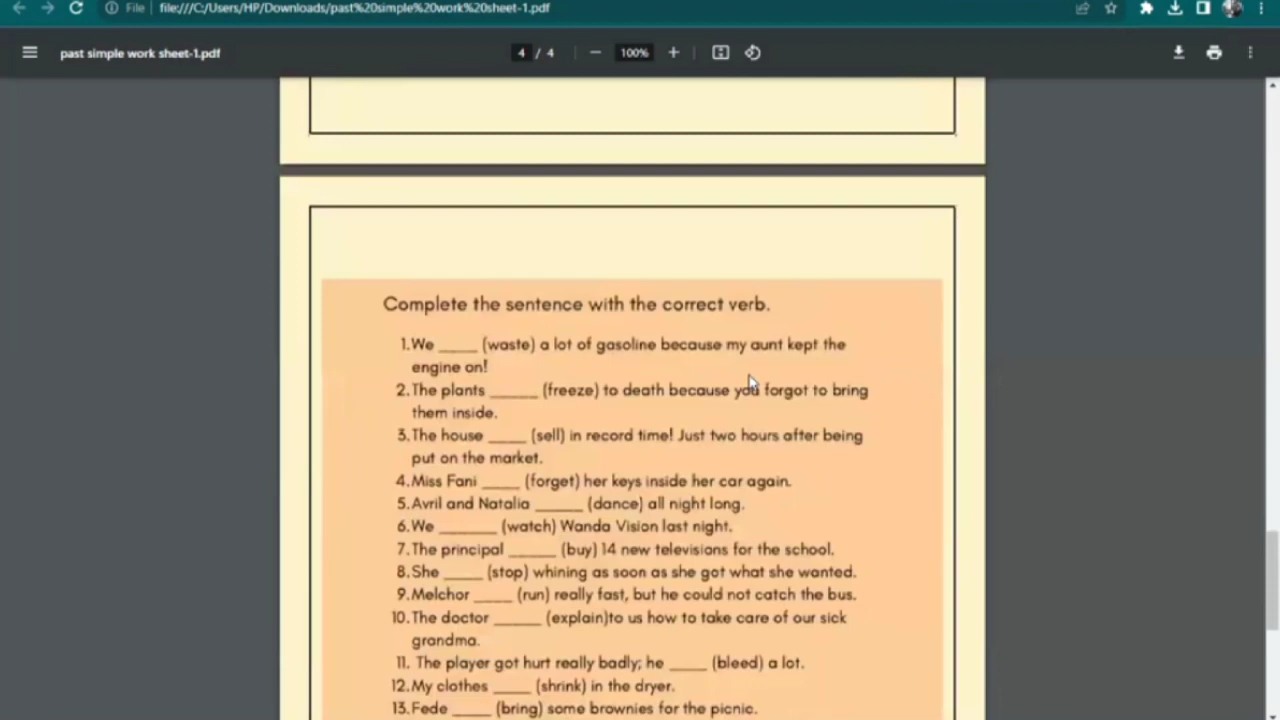 File file:///C:/Users/HP/Downloads/past%20simple%20work%20sheet-1.pdf
past simple work sheet-1.pdf 4 / 4 100%
Complete the sentence with the correct verb.
1.We _____ (waste) a lot of gasoline because my aunt kept the
engine on!
2.The plants ______ (freeze) to death because you forgot to bring
them inside.
3.The house _____ (sell) in record time! Just two hours after being
put on the market.
4.Miss Fani _____ (forget) her keys inside her car again.
5.Avril and Natalia ______ (dance) all night long.
6.We _______ (watch) Wanda Vision last night.
7.The principal ______ (buy) 14 new televisions for the school.
8.She _____ (stop) whining as soon as she got what she wanted.
9.Melchor _____ (run) really fast, but he could not catch the bus.
10.The doctor ______ (explain)to us how to take care of our sick
grandma.
11. The player got hurt really badly; he _____ (bleed) a lot.
12.My clothes _____ (shrink) in the dryer.
13.Fede _____ (bring) some brownies for the picnic.